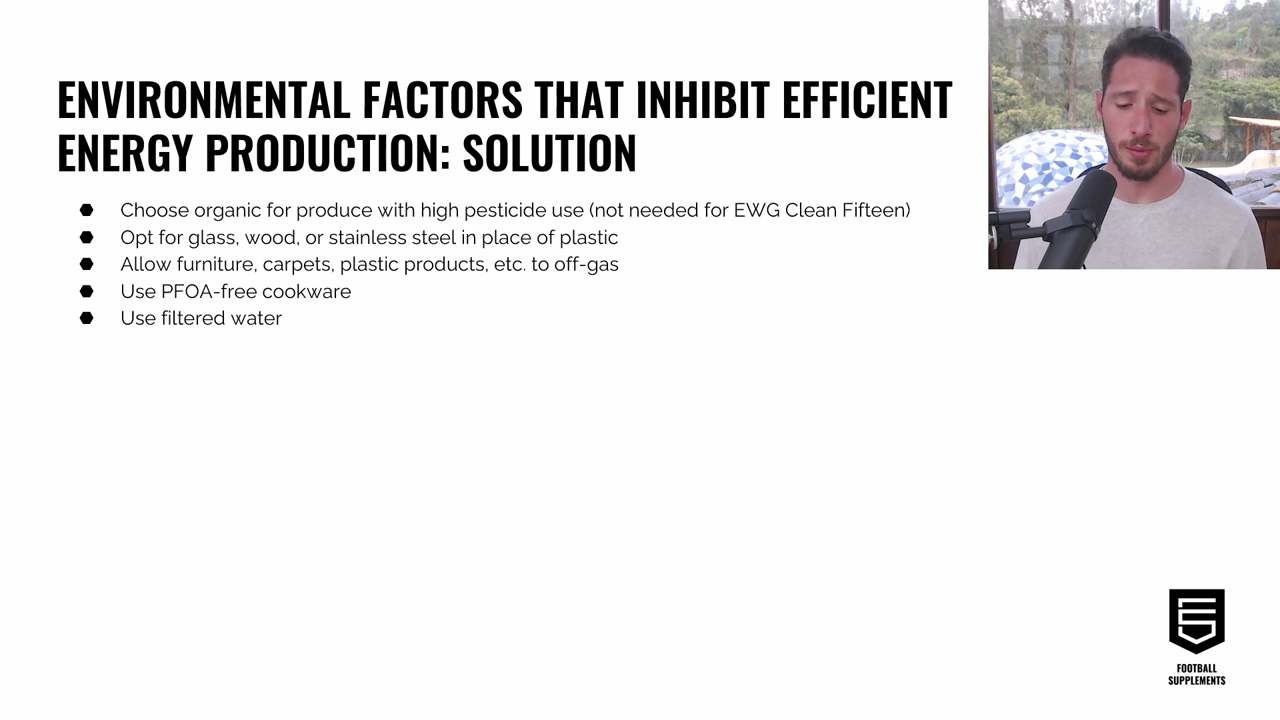 ENVIRONMENTAL FACTORS THAT INHIBIT EFFICIENT
ENERGY PRODUCTION: SOLUTION
Choose organic for produce with high pesticide use (not needed for EWG Clean Fifteen)
Opt for glass, wood, or stainless steel in place of plastic
Allow furniture, carpets, plastic products, etc. to off-gas
Use PFOA-free cookware
Use filtered water
FOOTBALL
SUPPLEMENTS